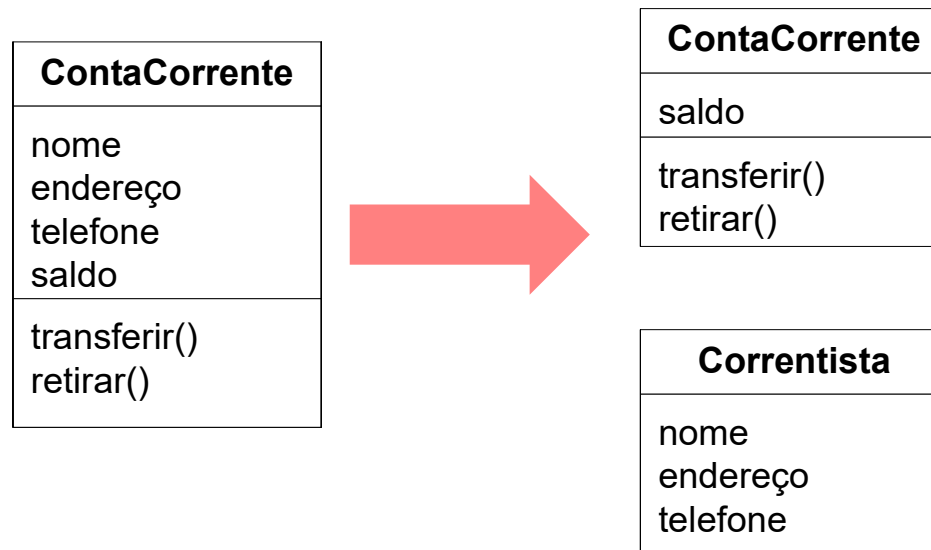 ContaCorrente
nome
endereço
telefone
saldo
transferir()
retirar()
ContaCorrente
saldo
transferir()
retirar()
Correntista
nome
endereço
telefone